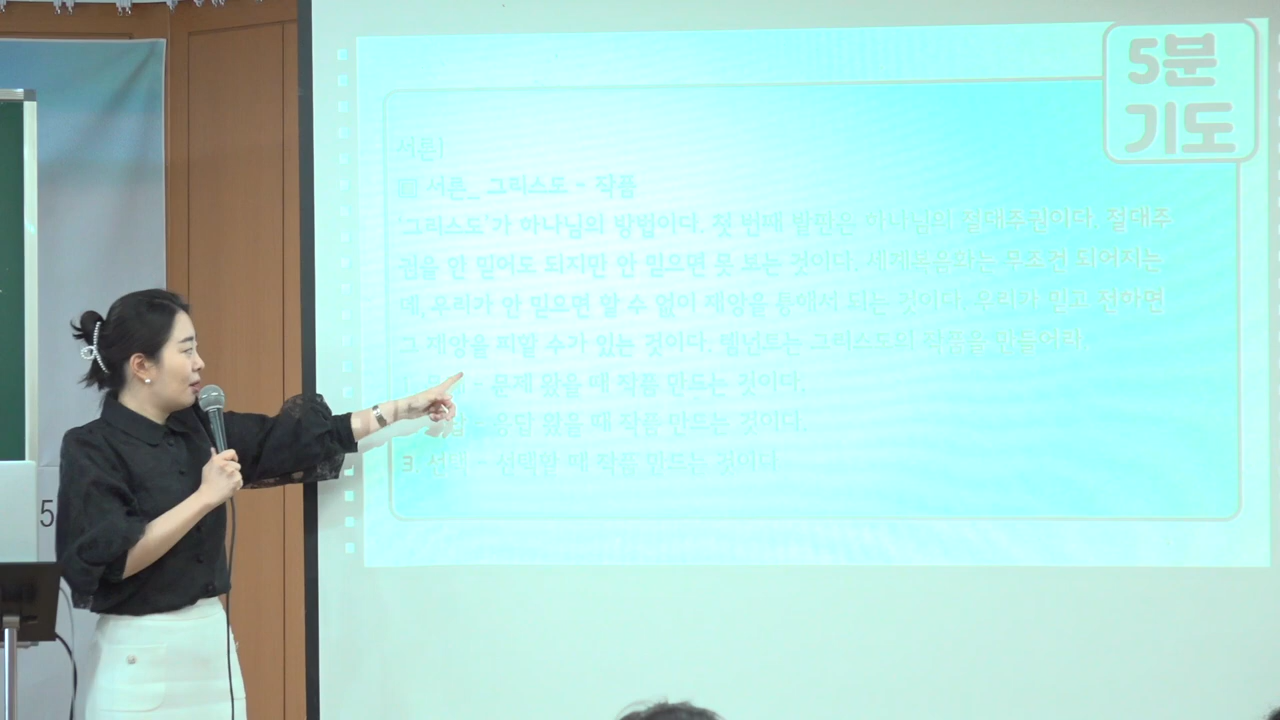 5분
기도
서론1
▣ 서론_ 그리스도 - 작품
'그리스도'가 하나님의 방법이다. 첫 번째 발판은 하나님의 절대주권이다. 절대주
권을 안 믿어도 되지만 안 믿으면 못 보는 것이다. 세계복음화는 무조건 되어지는
데, 우리가 안 믿으면 할 수 없이 재앙을 통해서 되는 것이다. 우리가 믿고 전하면
그 재앙을 피할 수가 있는 것이다. 렘넌트는 그리스도의 작품을 만들어라.
- 문제 왔을 때 작품 만드는 것이다.
답 - 응답 왔을 때 작품 만드는 것이다.
3. 선택 - 선택할 때 작품 만드는 것이다
5